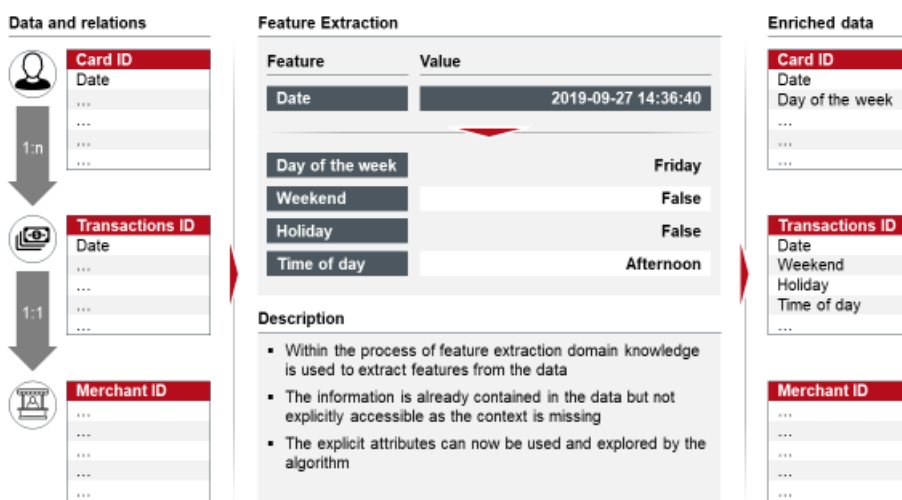 Data and relations
Card ID
Date
...
...
...
...
1:n
Transactions ID
Date
...
...
...
...
1:1
Merchant ID
...
...
...
...
...
Feature Extraction
Feature Value
Date 2019-09-27 14:36:40
Day of the week Friday
Weekend False
Holiday False
Time of day Afternoon
Description
▪ Within the process of feature extraction domain knowledge
is used to extract features from the data
▪ The information is already contained in the data but not
explicitly accessible as the context is missing
▪ The explicit attributes can now be used and explored by the
algorithm
Enriched data
Card ID
Date
Day of the week
...
...
...
Transactions ID
Date
Weekend
Holiday
Time of day
...
Merchant ID
...
...
...
...
...